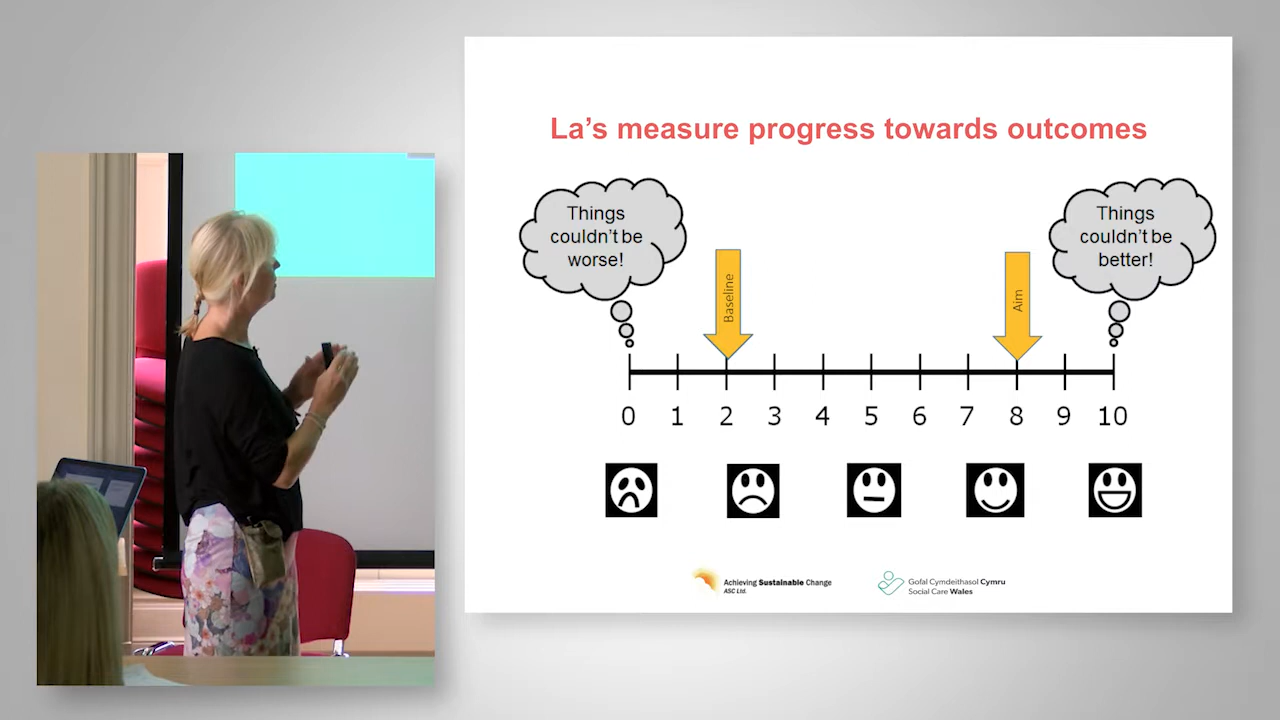 La’s measure progress towards outcomes
Things
couldn’t be
worse!
Things
couldn’t be
better!
Baseline
Aim
0 1 2 3 4 5 6 7 8 9 10
Achieving Sustainable Change
ASC Ltd.
Gofal Cymdeithasol Cymru
Social Care Wales